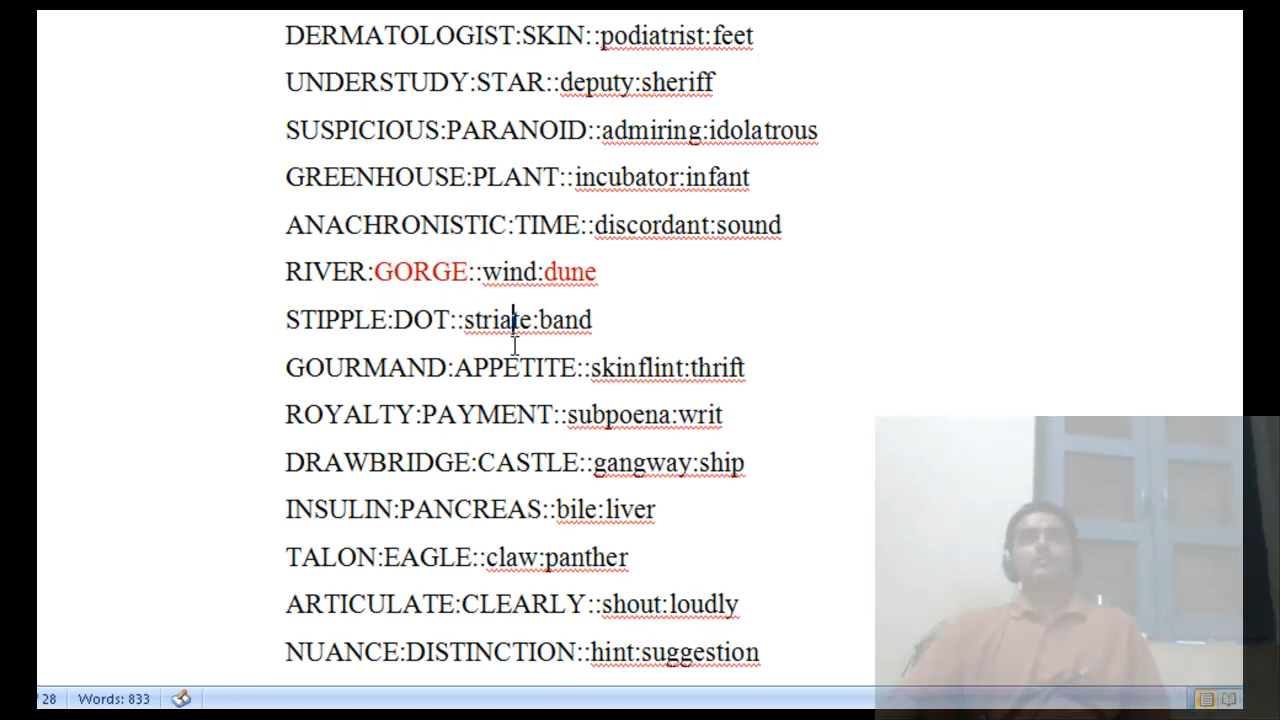 DERMATOLOGIST:SKIN::podiatrist:feet
UNDERSTUDY:STAR::deputy:sheriff
SUSPICIOUS:PARANOID::admiring:idolatrous
GREENHOUSE:PLANT::incubator:infant
ANACHRONISTIC:TIME::discordant:sound
RIVER:GORGE::wind:dune
STIPPLE:DOT::striate:band
GOURMAND:APPETITE::skinflint:thrift
ROYALTY:PAYMENT::subpoena:writ
DRAWBRIDGE:CASTLE::gangway:ship
INSULIN:PANCREAS::bile:liver
TALON:EAGLE::claw:panther
ARTICULATE:CLEARLY::shout:loudly
NUANCE:DISTINCTION::hint:suggestion
28 Words: 833